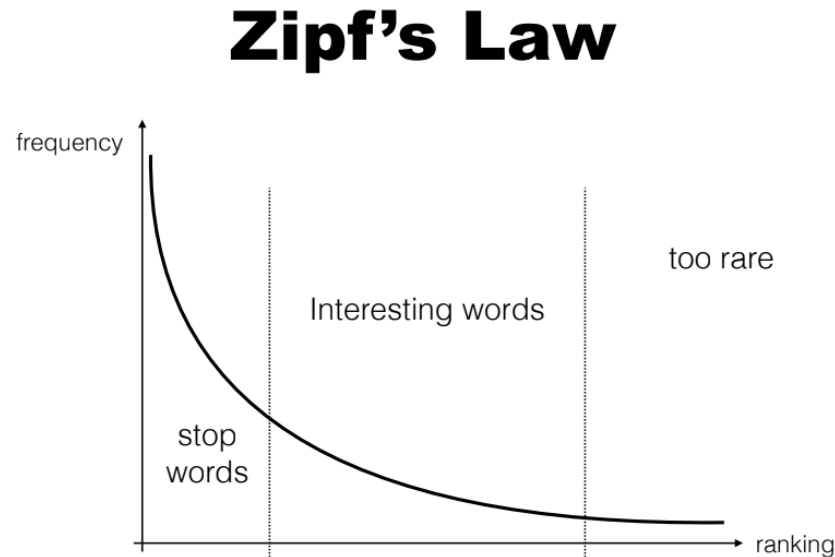 Zipf’s Law
frequency
too rare
Interesting words
stop
words
ranking